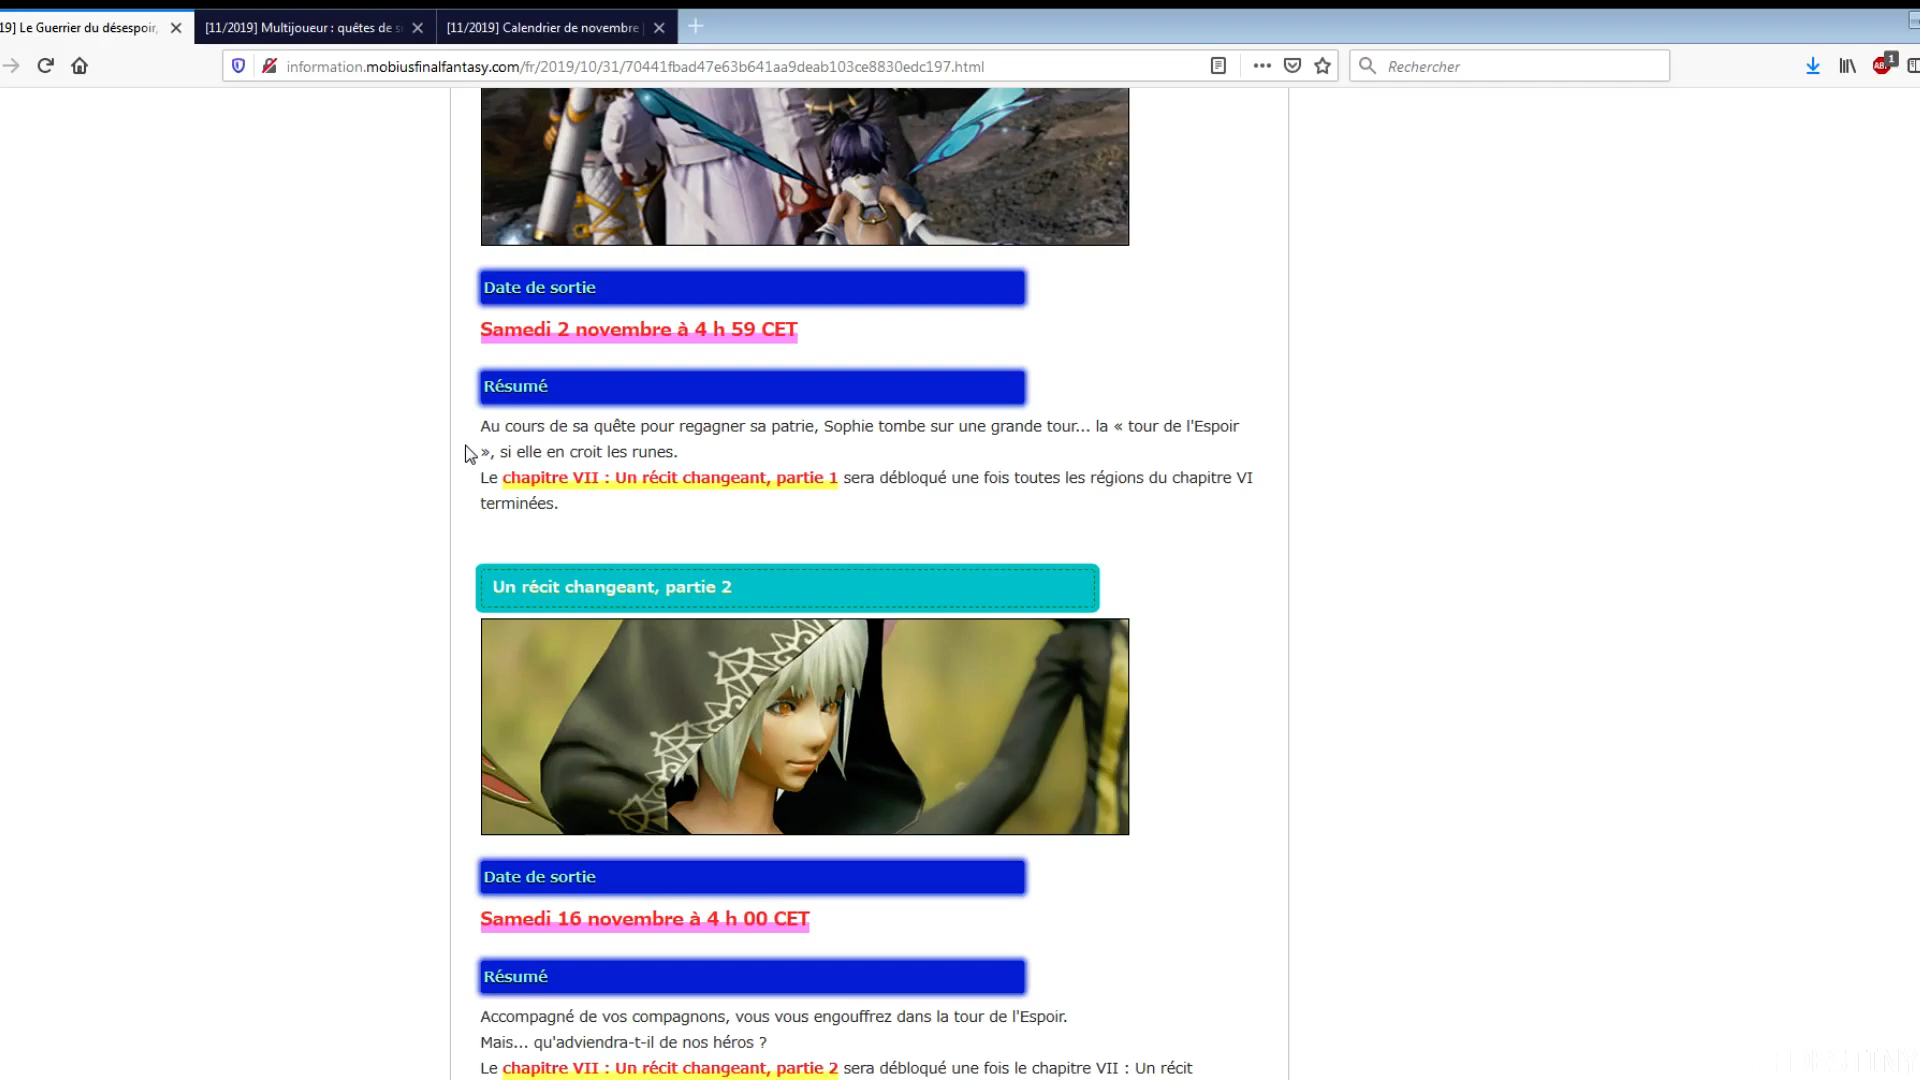 19] Le Guerrier du désespoir,
[11/2019] Multijoueur : quêtes de s
[11/2019] Calendrier de novembre |
information.mobiusfinalfantasy.com/fr/2019/10/31/70441fbad47e63b641aa9deab103ce8830edc197.html
Rechercher
ABP
1
Date de sortie
Samedi 2 novembre à 4 h 59 CET
Résumé
Au cours de sa quête pour regagner sa patrie, Sophie tombe sur une grande tour... la « tour de l'Espoir
», si elle en croit les runes.
Le chapitre VII : Un récit changeant, partie 1 sera débloqué une fois toutes les régions du chapitre VI
terminées.
Un récit changeant, partie 2
Date de sortie
Samedi 16 novembre à 4 h 00 CET
Résumé
Accompagné de vos compagnons, vous vous engouffrez dans la tour de l'Espoir.
Mais... qu'adviendra-t-il de nos héros ?
Le chapitre VII : Un récit changeant, partie 2 sera débloqué une fois le chapitre VII : Un récit